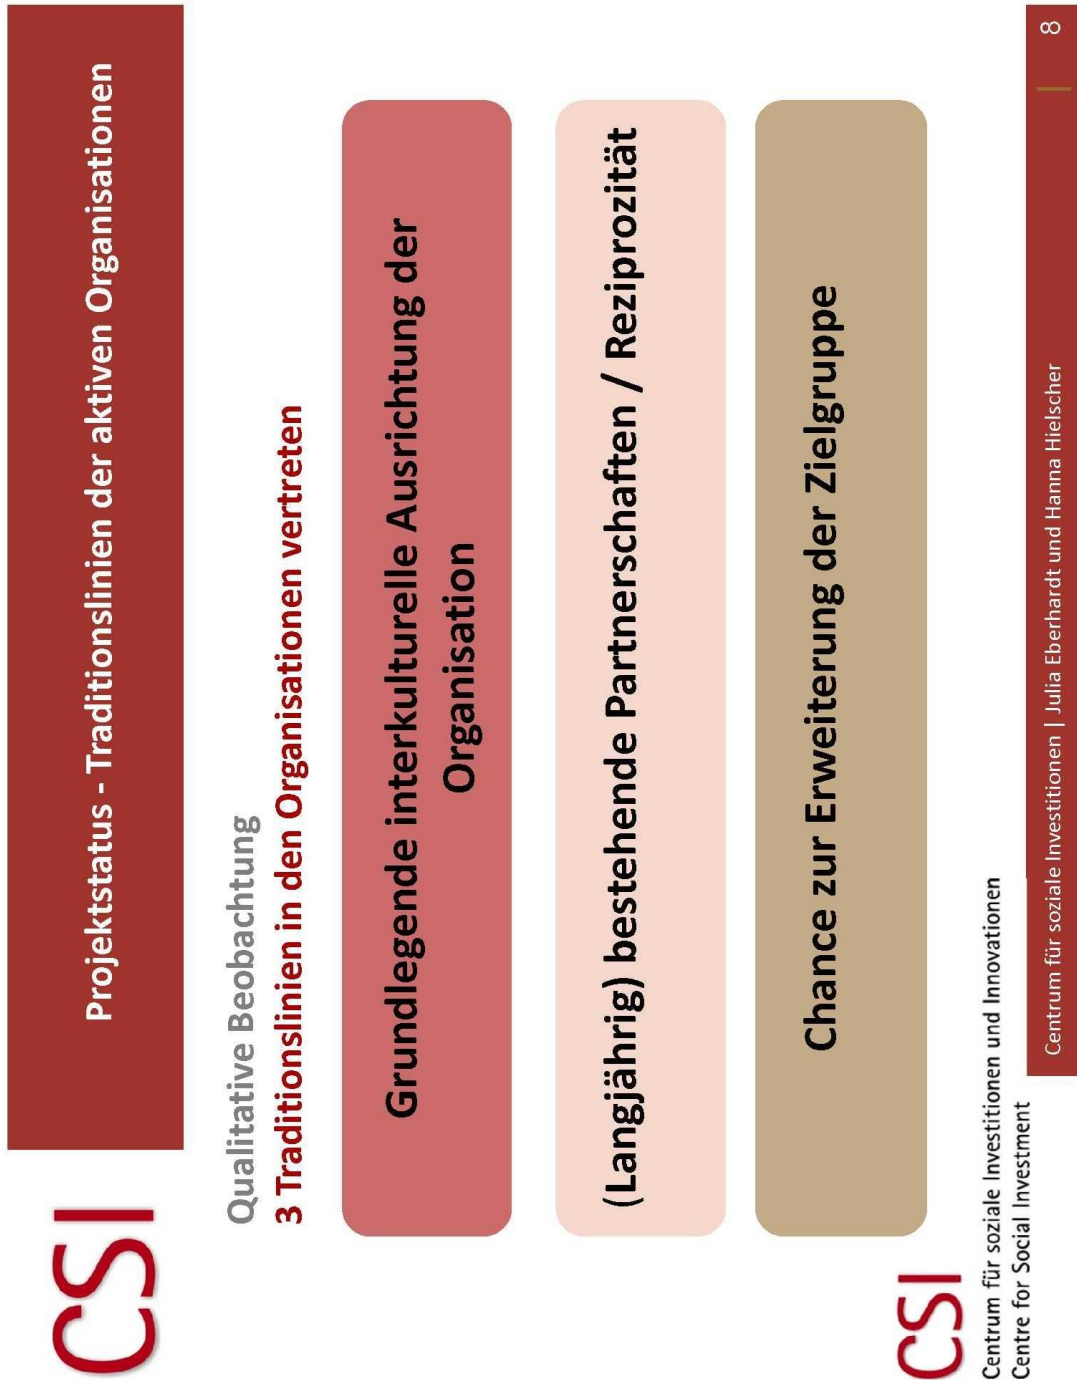 CSI
Projektstatus - Traditionslinien der aktiven Organisationen
Qualitative Beobachtung
3 Traditionslinien in den Organisationen vertreten
Grundlegende interkulturelle Ausrichtung der
Organisation
(Langjährig) bestehende Partnerschaften / Reziprozität
Chance zur Erweiterung der Zielgruppe
CSI
Centrum für soziale Investitionen und Innovationen
Centre for Social Investment
Centrum für soziale Investitionen | Julia Eberhardt und Hanna Hielscher | 8